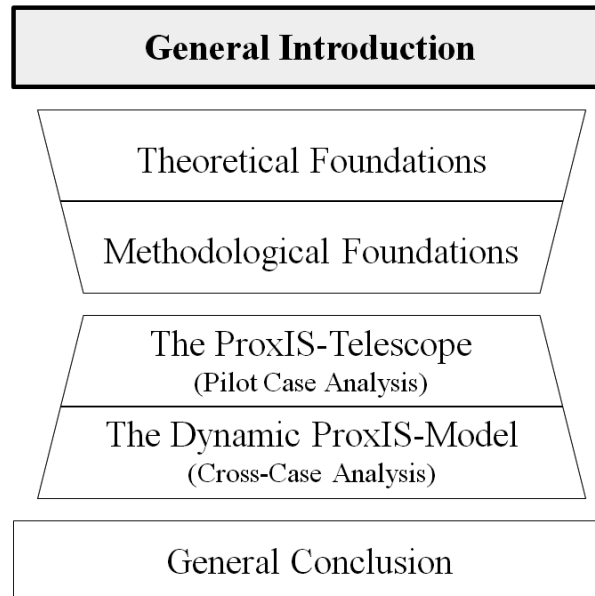 General Introduction
Theoretical Foundations
Methodological Foundations
The ProxIS-Telescope
(Pilot Case Analysis)
The Dynamic ProxIS-Model
(Cross-Case Analysis)
General Conclusion